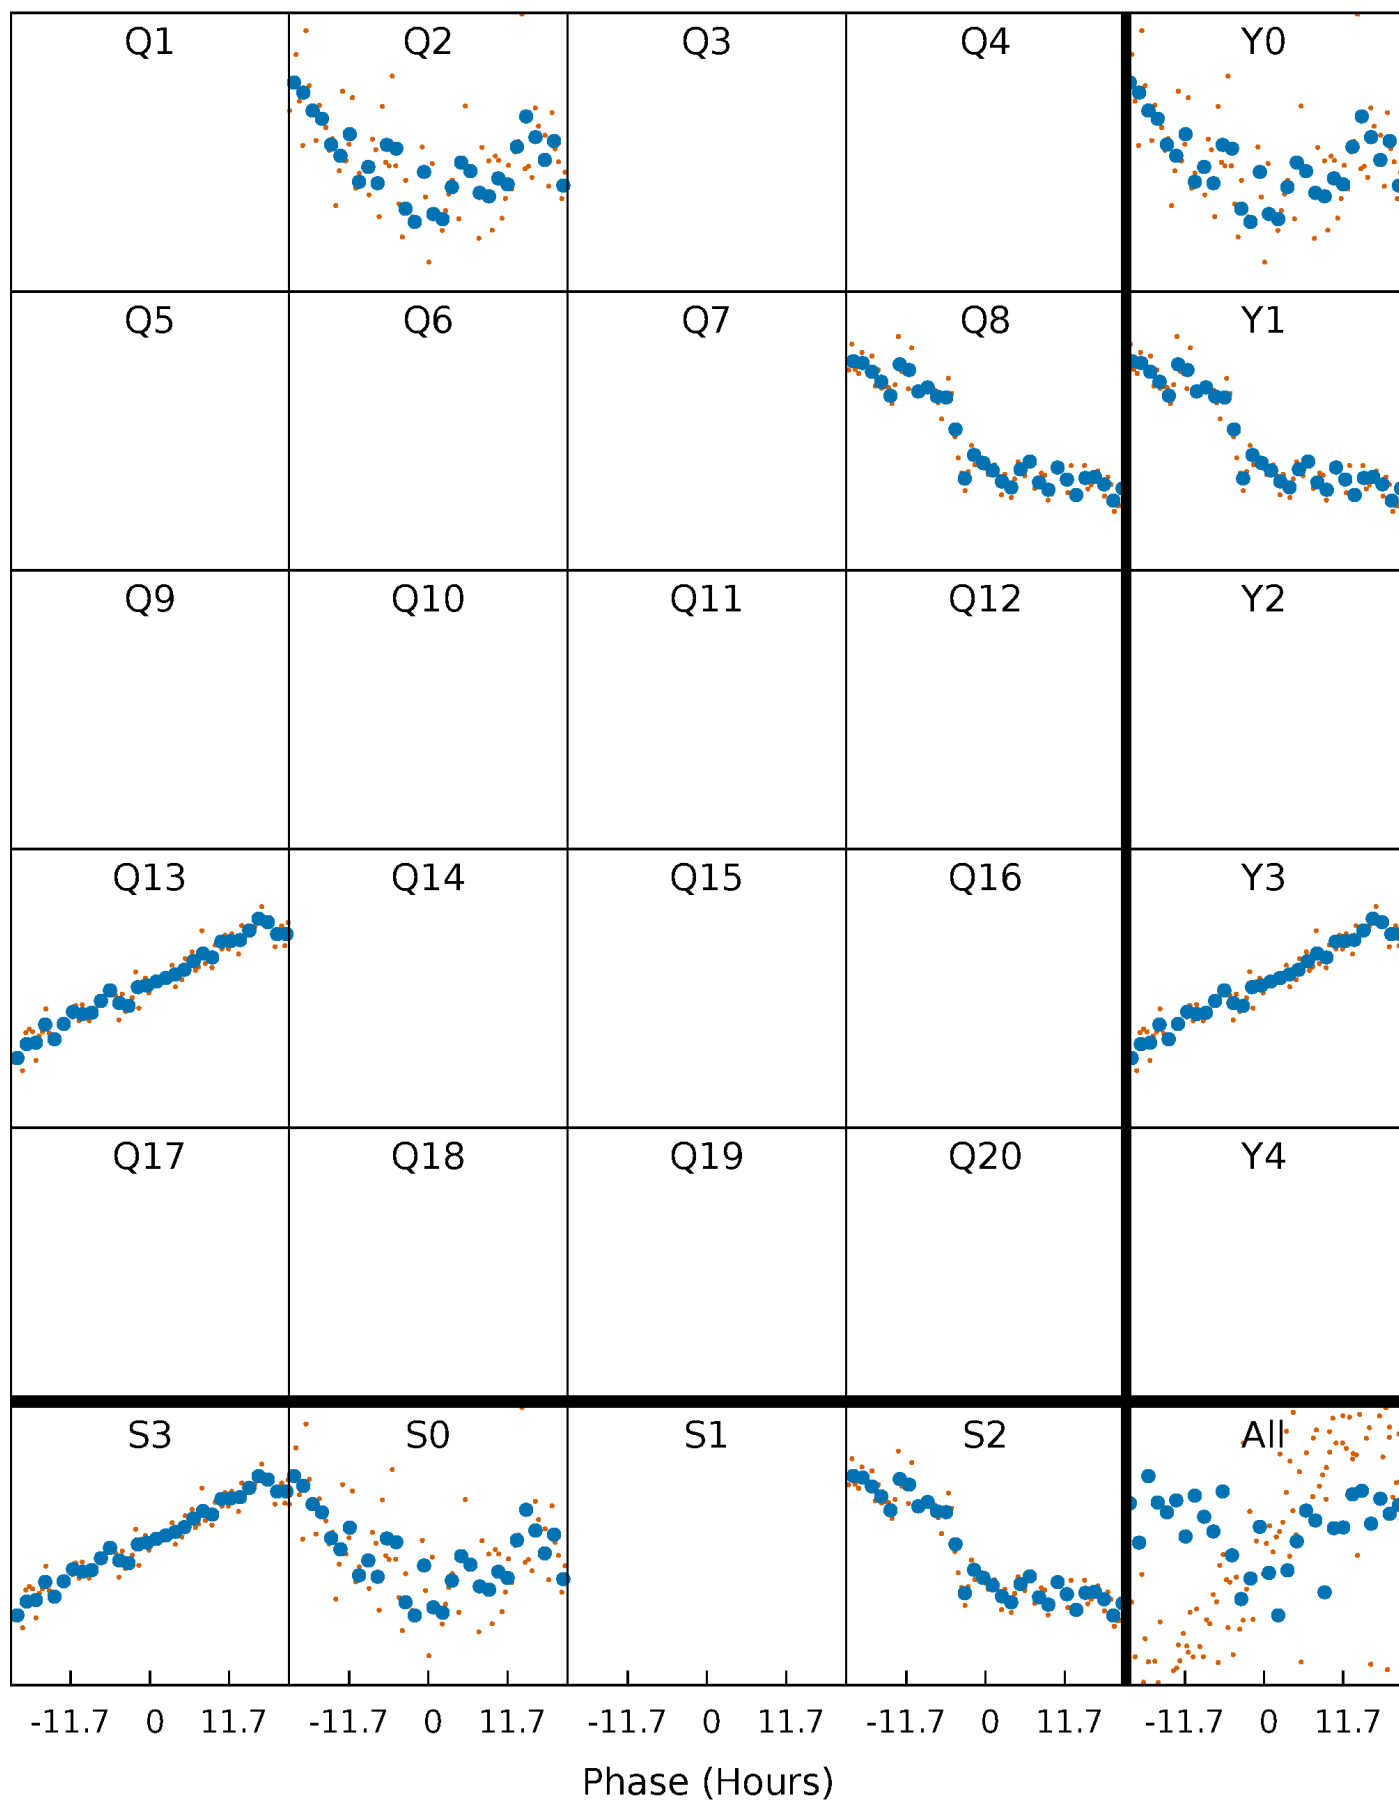 Q1 Q2 Q3 Q4 Y0
Q5 Q6 Q7 Q8 Y1
Q9 Q10 Q11 Q12 Y2
Q13 Q14 Q15 Q16 Y3
Q17 Q18 Q19 Q20 Y4
S3 S0 S1 S2 All
-11.7 0 11.7 -11.7 0 11.7 -11.7 0 11.7 -11.7 0 11.7 -11.7 0 11.7
Phase (Hours)